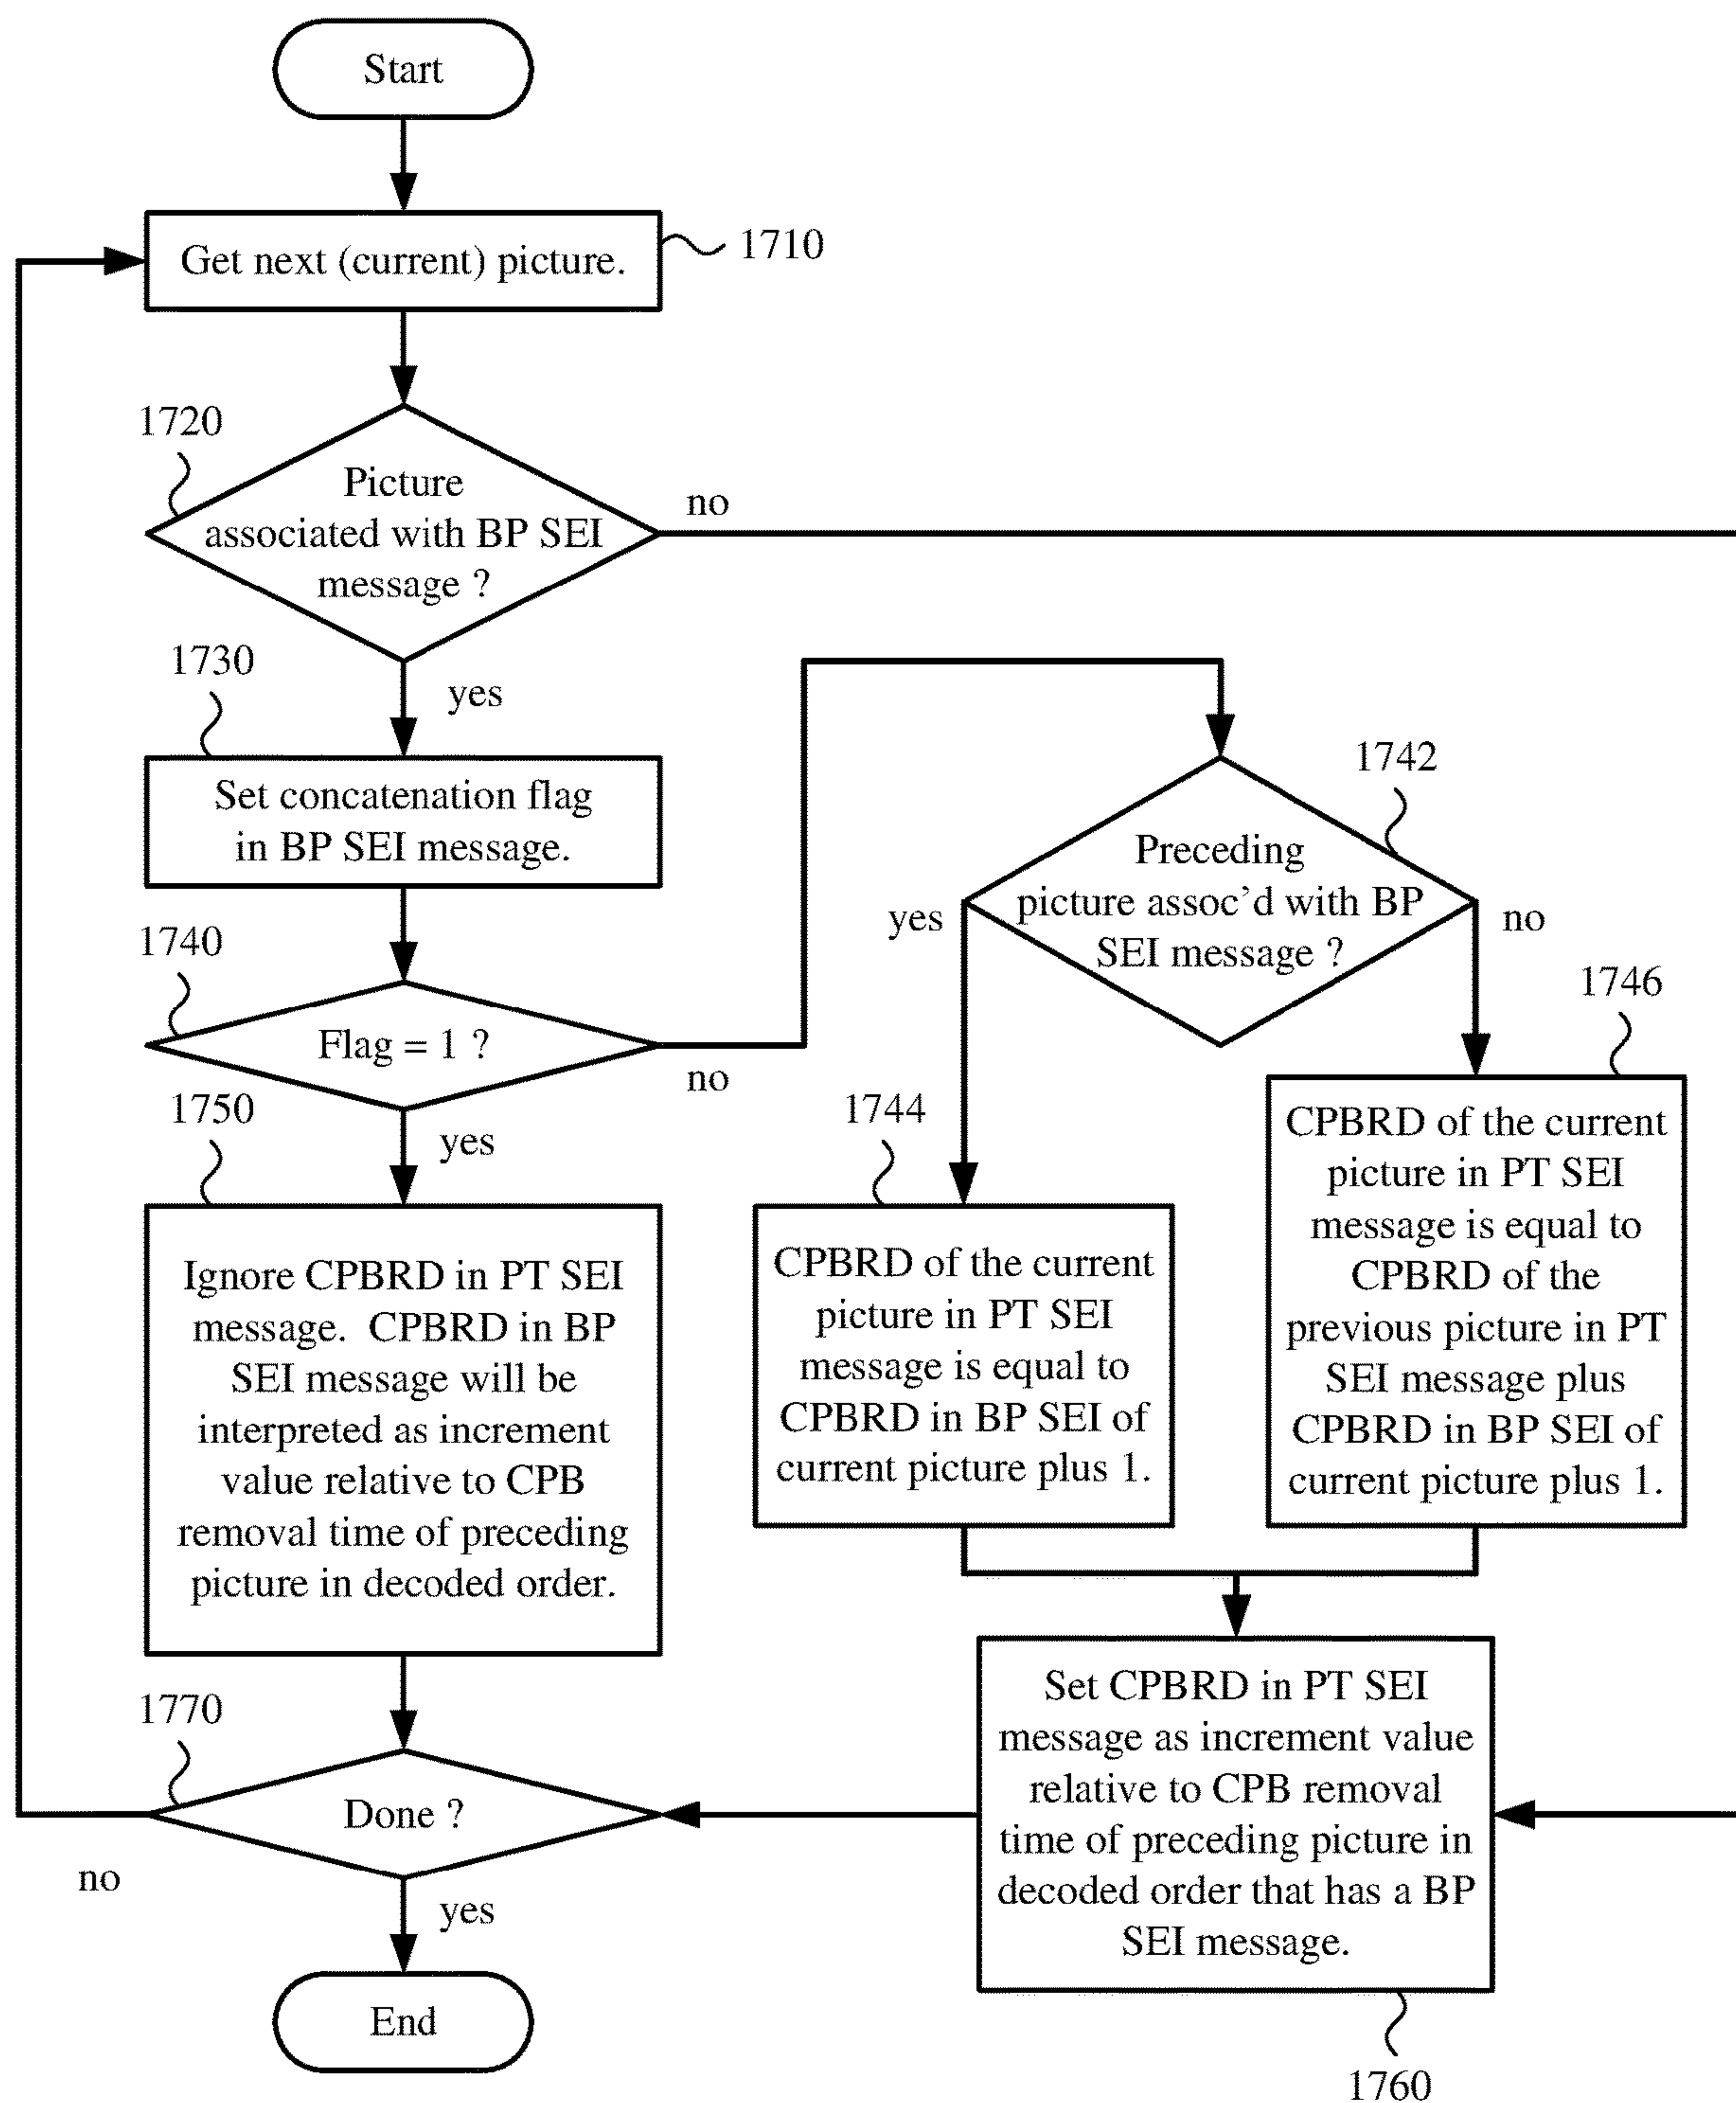 Start
Get next (current) picture.
1710
1720
Picture
associated with BP SEI
message ?
no
yes
1730
Set concatenation flag
in BP SEI message.
1740
Flag = 1 ?
no
yes
1742
Preceding
picture assoc'd with BP
SEI message ?
yes
no
1744
CPBRD of the current
picture in PT SEI
message is equal to
CPBRD in BP SEI of
current picture plus 1.
1746
CPBRD of the current
picture in PT SEI
message is equal to
CPBRD of the
previous picture in PT
SEI message plus
CPBRD in BP SEI of
current picture plus 1.
1750
Ignore CPBRD in PT SEI
message.  CPBRD in BP
SEI message will be
interpreted as increment
value relative to CPB
removal time of preceding
picture in decoded order.
Set CPBRD in PT SEI
message as increment value
relative to CPB removal
time of preceding picture in
decoded order that has a BP
SEI message.
1760
1770
Done ?
no
yes
End